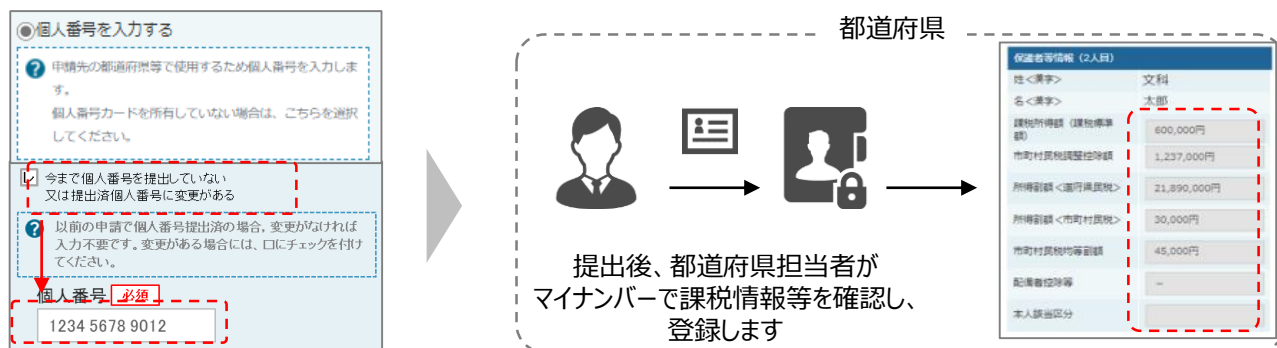 個人番号を入力する
申請先の都道府県等で使用するため個人番号を入力しま
す。
個人番号カードを所有していない場合は、こちらを選択
してください。
今まで個人番号を提出していない
又は提出済個人番号に変更がある
以前の申請で個人番号提出済の場合，変更がなければ
入力不要です。変更がある場合には、口にチェックを付け
てください。
個人番号 必須
1234 5678 9012
都道府県
提出後、都道府県担当者が
マイナンバーで課税情報等を確認し、
登録します
保護者等情報（2人目）
姓<漢字> 文科
名<漢字> 太郎
課税所得額（課税標準
額） 600,000円
市町村民税調整控除額 1,237,000円
所得割額<道府県民税> 21,890,000円
所得割額<市町村民税> 30,000円
市町村民税均等割額 45,000円
配偶者控除等 －
本人該当区分